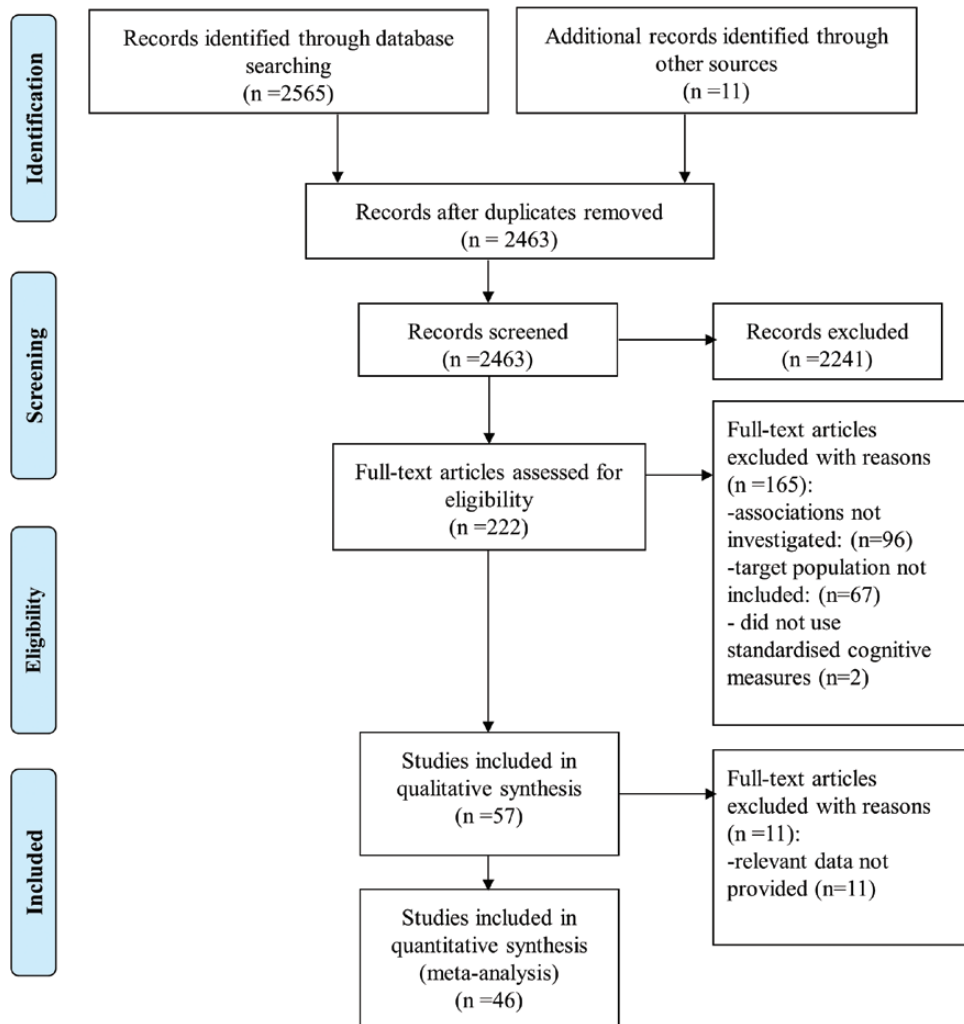 Identification
Records identified through database
searching
(n =2565)
Additional records identified through
other sources
(n =11)
Records after duplicates removed
(n = 2463)
Screening
Records screened
(n =2463)
Records excluded
(n =2241)
Full-text articles assessed for
eligibility
(n =222)
Full-text articles
excluded with reasons
(n =165):
-associations not
investigated: (n=96)
-target population not
included: (n=67)
- did not use
standardised cognitive
measures (n=2)
Eligibility
Studies included in
qualitative synthesis
(n =57)
Full-text articles
excluded with reasons
(n =11):
-relevant data not
provided (n=11)
Included
Studies included in
quantitative synthesis
(meta-analysis)
(n =46)